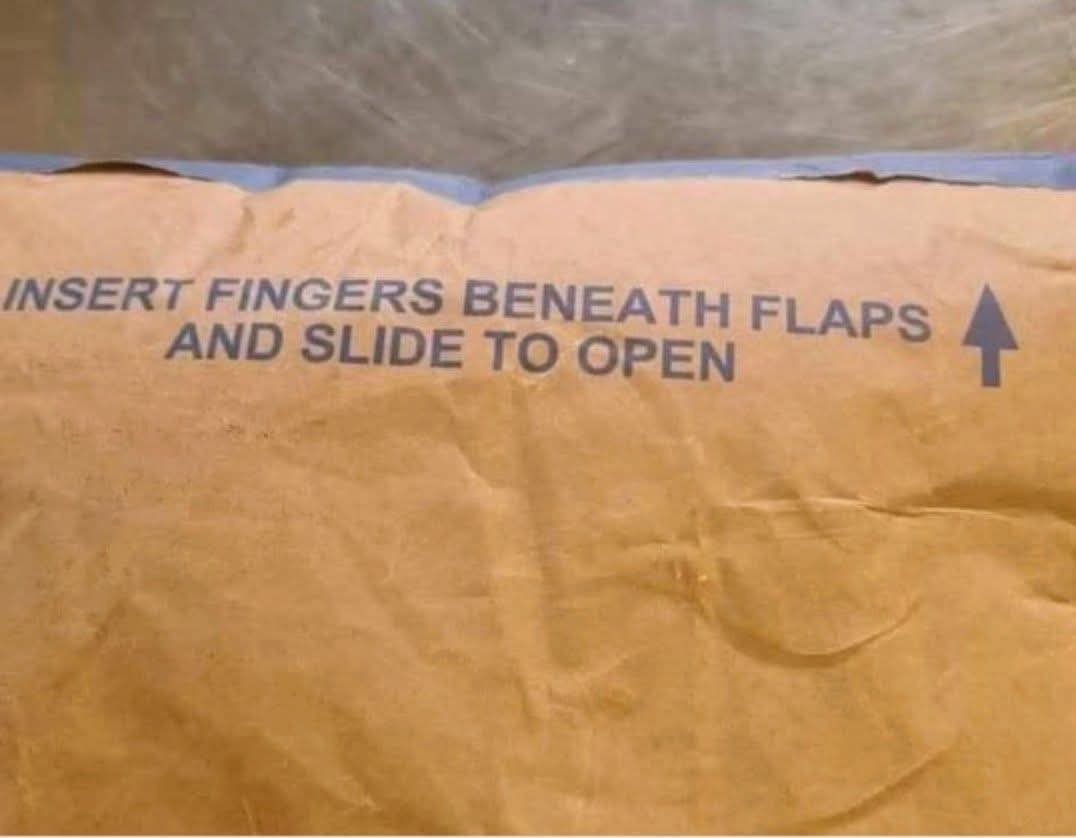 INSERT FINGERS BENEATH FLAPS
AND SLIDE TO OPEN